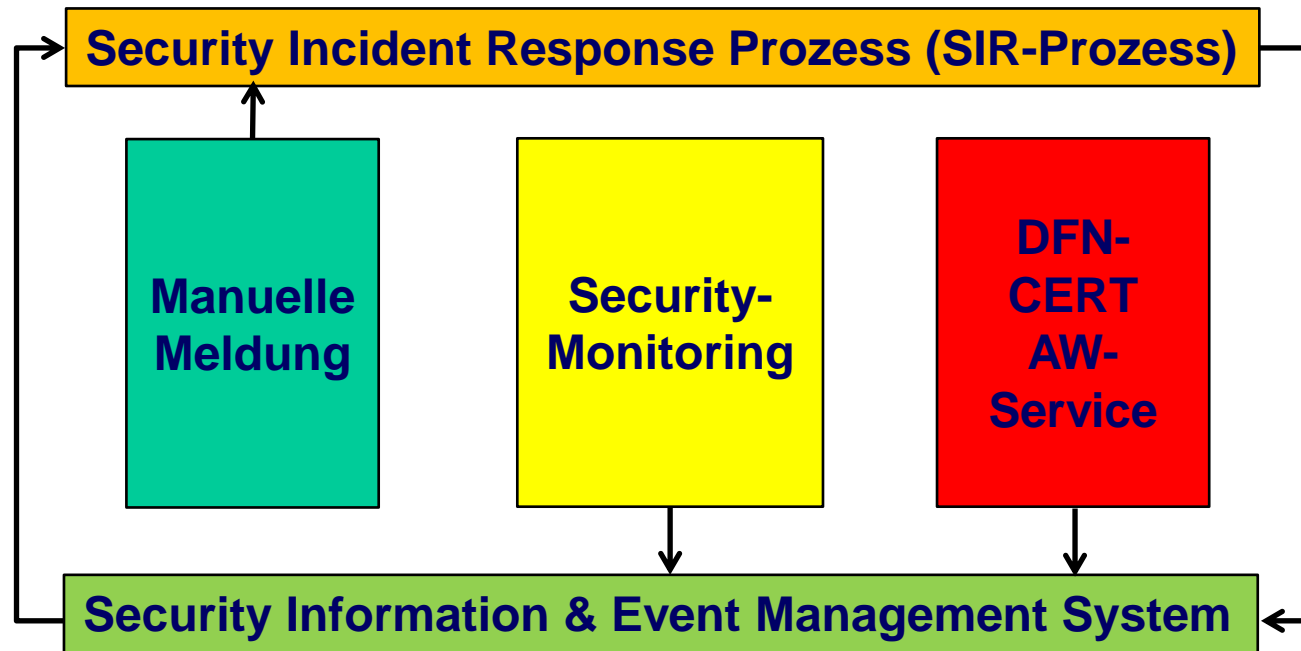 Security Incident Response Prozess (SIR-Prozess)
Manuelle
Meldung
Security-
Monitoring
DFN-
CERT
AW-
Service
Security Information & Event Management System